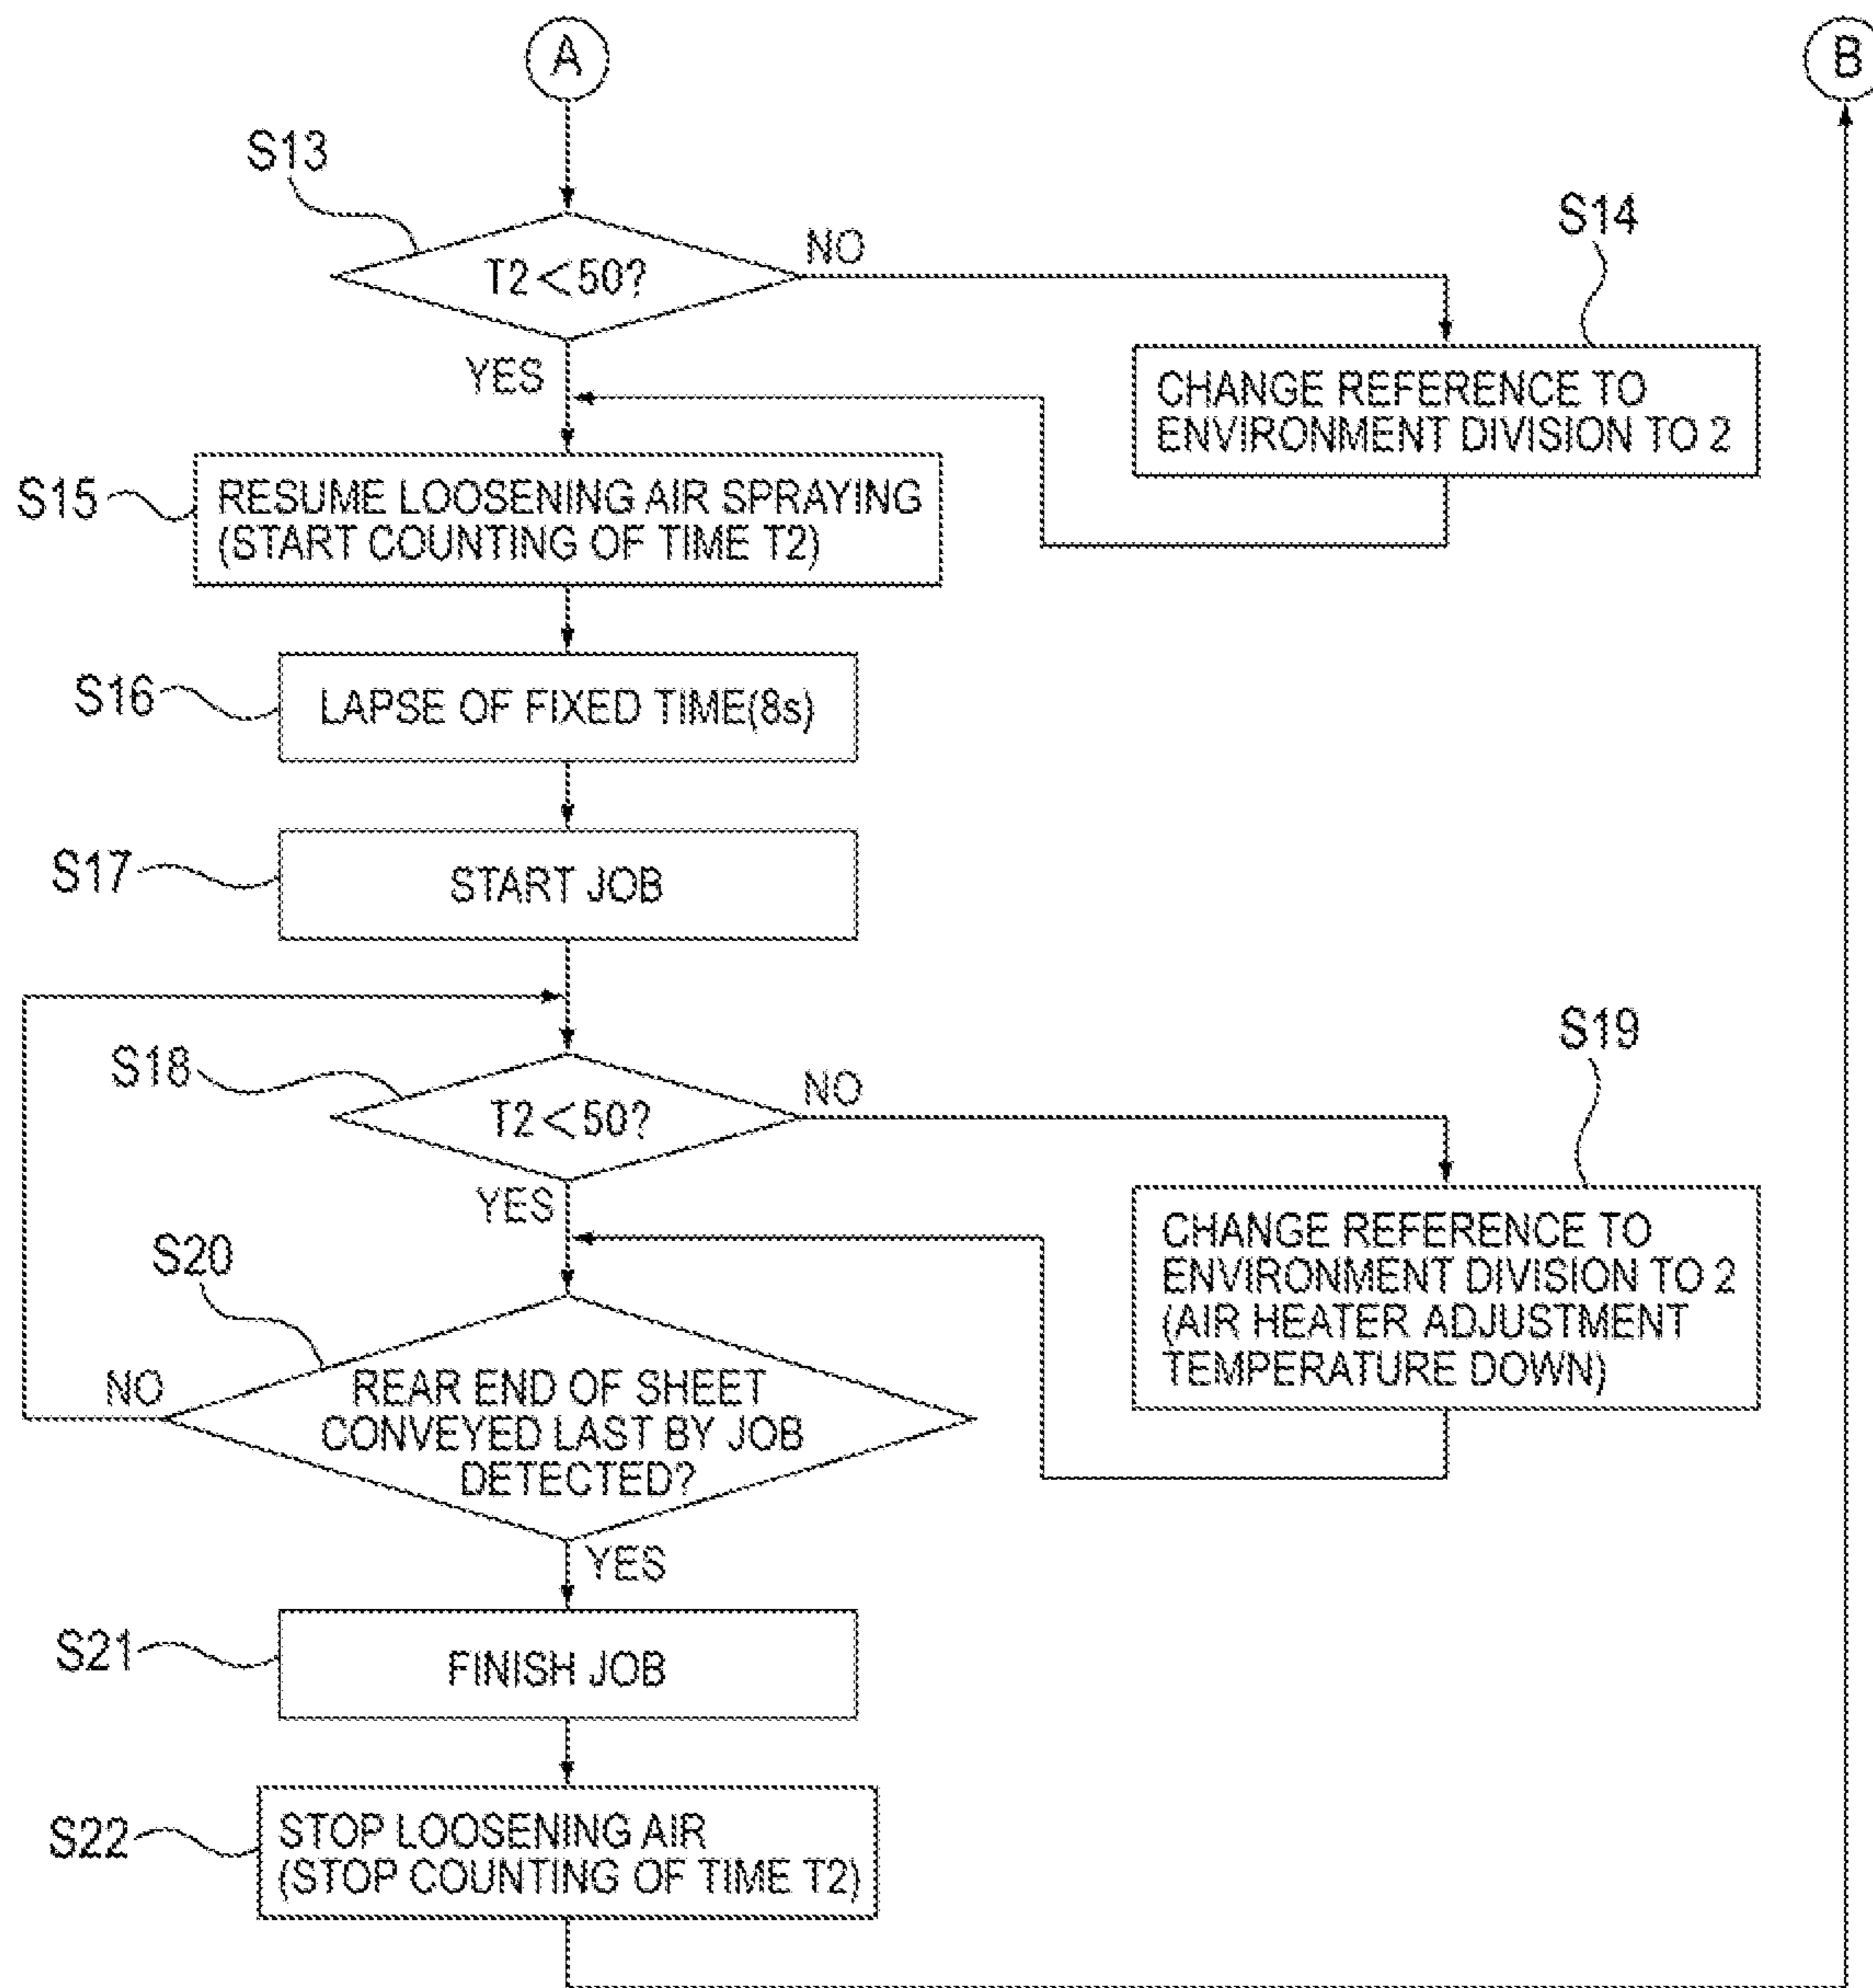 A
B
S13
T2<50?
NO
S14
YES
CHANGE REFERENCE TO
ENVIRONMENT DIVISION TO 2
S15
RESUME LOOSENING AIR SPRAYING
(START COUNTING OF TIME T2)
S16
LAPSE OF FIXED TIME(8s)
S17
START JOB
S18
T2<50?
NO
S19
YES
CHANGE REFERENCE TO
ENVIRONMENT DIVISION TO 2
(AIR HEATER ADJUSTMENT
TEMPERATURE DOWN)
S20
NO
REAR END OF SHEET
CONVEYED LAST BY JOB
DETECTED?
YES
S21
FINISH JOB
S22
STOP LOOSENING AIR
(STOP COUNTING OF TIME T2)